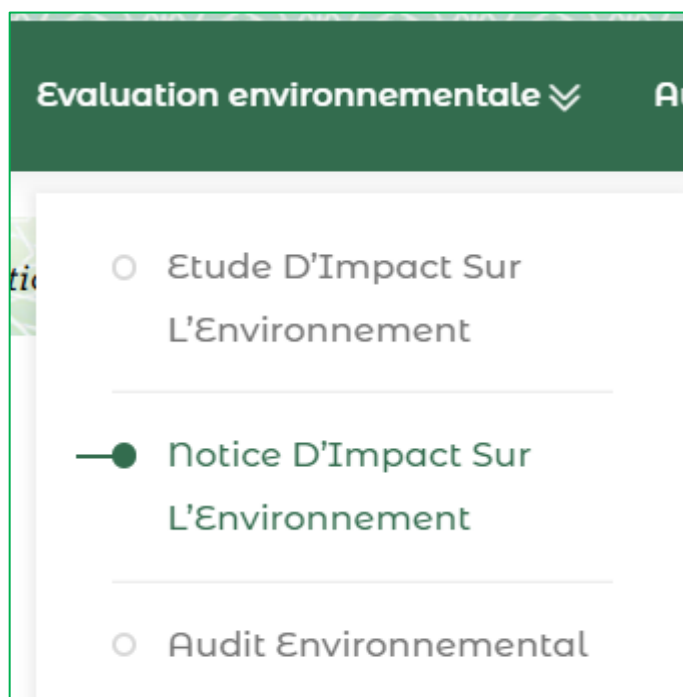 Evaluation environnementale
Etude D'Impact Sur
L'Environnement
Notice D'Impact Sur
L'Environnement
Audit Environnemental